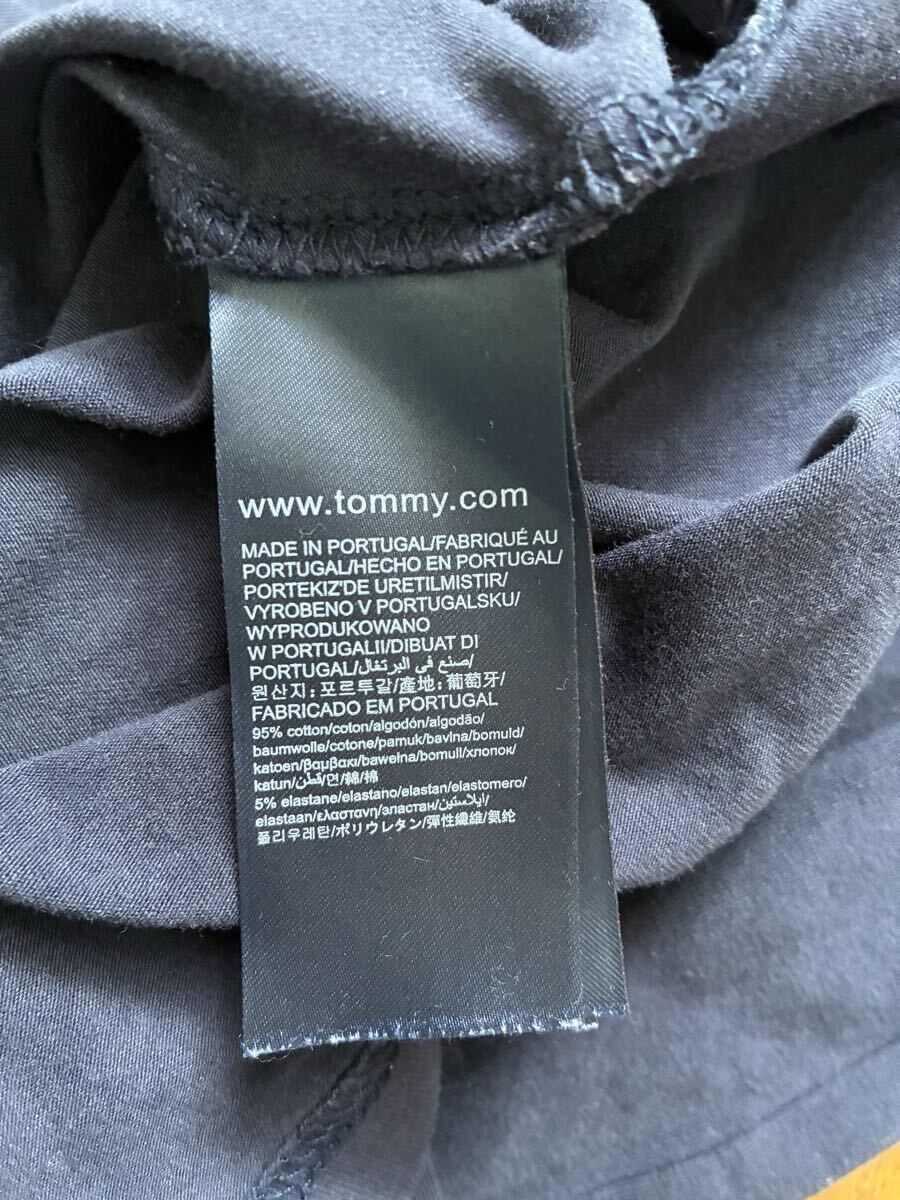 www.tommy.com
MADE IN PORTUGAL/FABRIQUÉ AU
PORTUGAL/HECHO EN PORTUGAL/
PORTEKIZ'DE URETILMISTIR/
VYROBENO V PORTUGALSKU/
WYPRODUKOWANO
W PORTUGALII/DIBUAT DI
PORTUGAL/صنع في البرتغال/
원산지: 포르투갈/產地: 葡萄牙/
FABRICADO EM PORTUGAL
95% cotton/coton/algodón/algodão/
baumwolle/cotone/pamuk/bavlna/bomuld/
katoen/βαμβακι/bawełna/bomull/хлопок/
katun/قطن/면/綿/棉
5% elastane/elastano/elastan/elastomero/
elastaan/ελαστανη/эластан/ايلاستون/
폴리우레탄/ポリウレタン/彈性纖維/氨纶